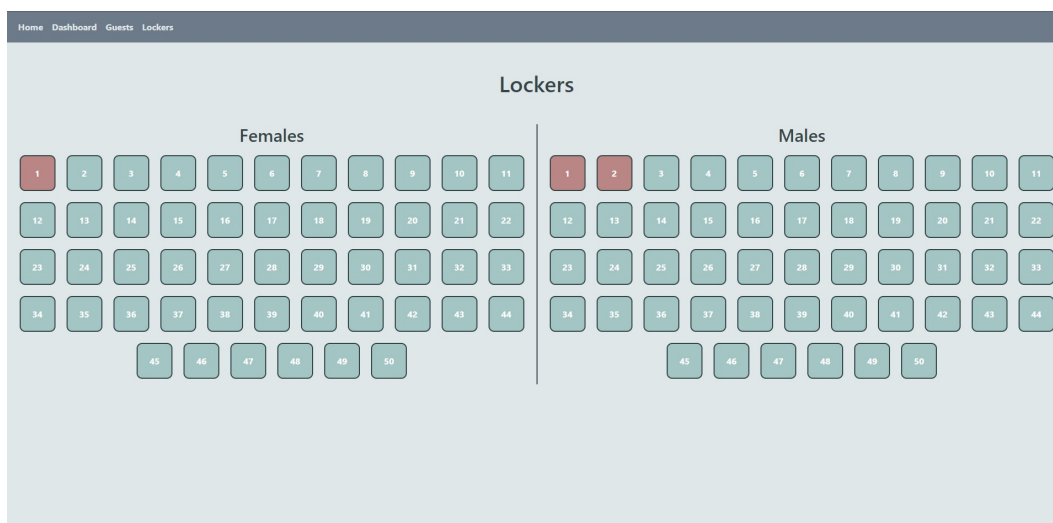 Home Dashboard Guests Lockers
Lockers
Females
1 2 3 4 5 6 7 8 9 10 11
12 13 14 15 16 17 18 19 20 21 22
23 24 25 26 27 28 29 30 31 32 33
34 35 36 37 38 39 40 41 42 43 44
45 46 47 48 49 50
Males
1 2 3 4 5 6 7 8 9 10 11
12 13 14 15 16 17 18 19 20 21 22
23 24 25 26 27 28 29 30 31 32 33
34 35 36 37 38 39 40 41 42 43 44
45 46 47 48 49 50